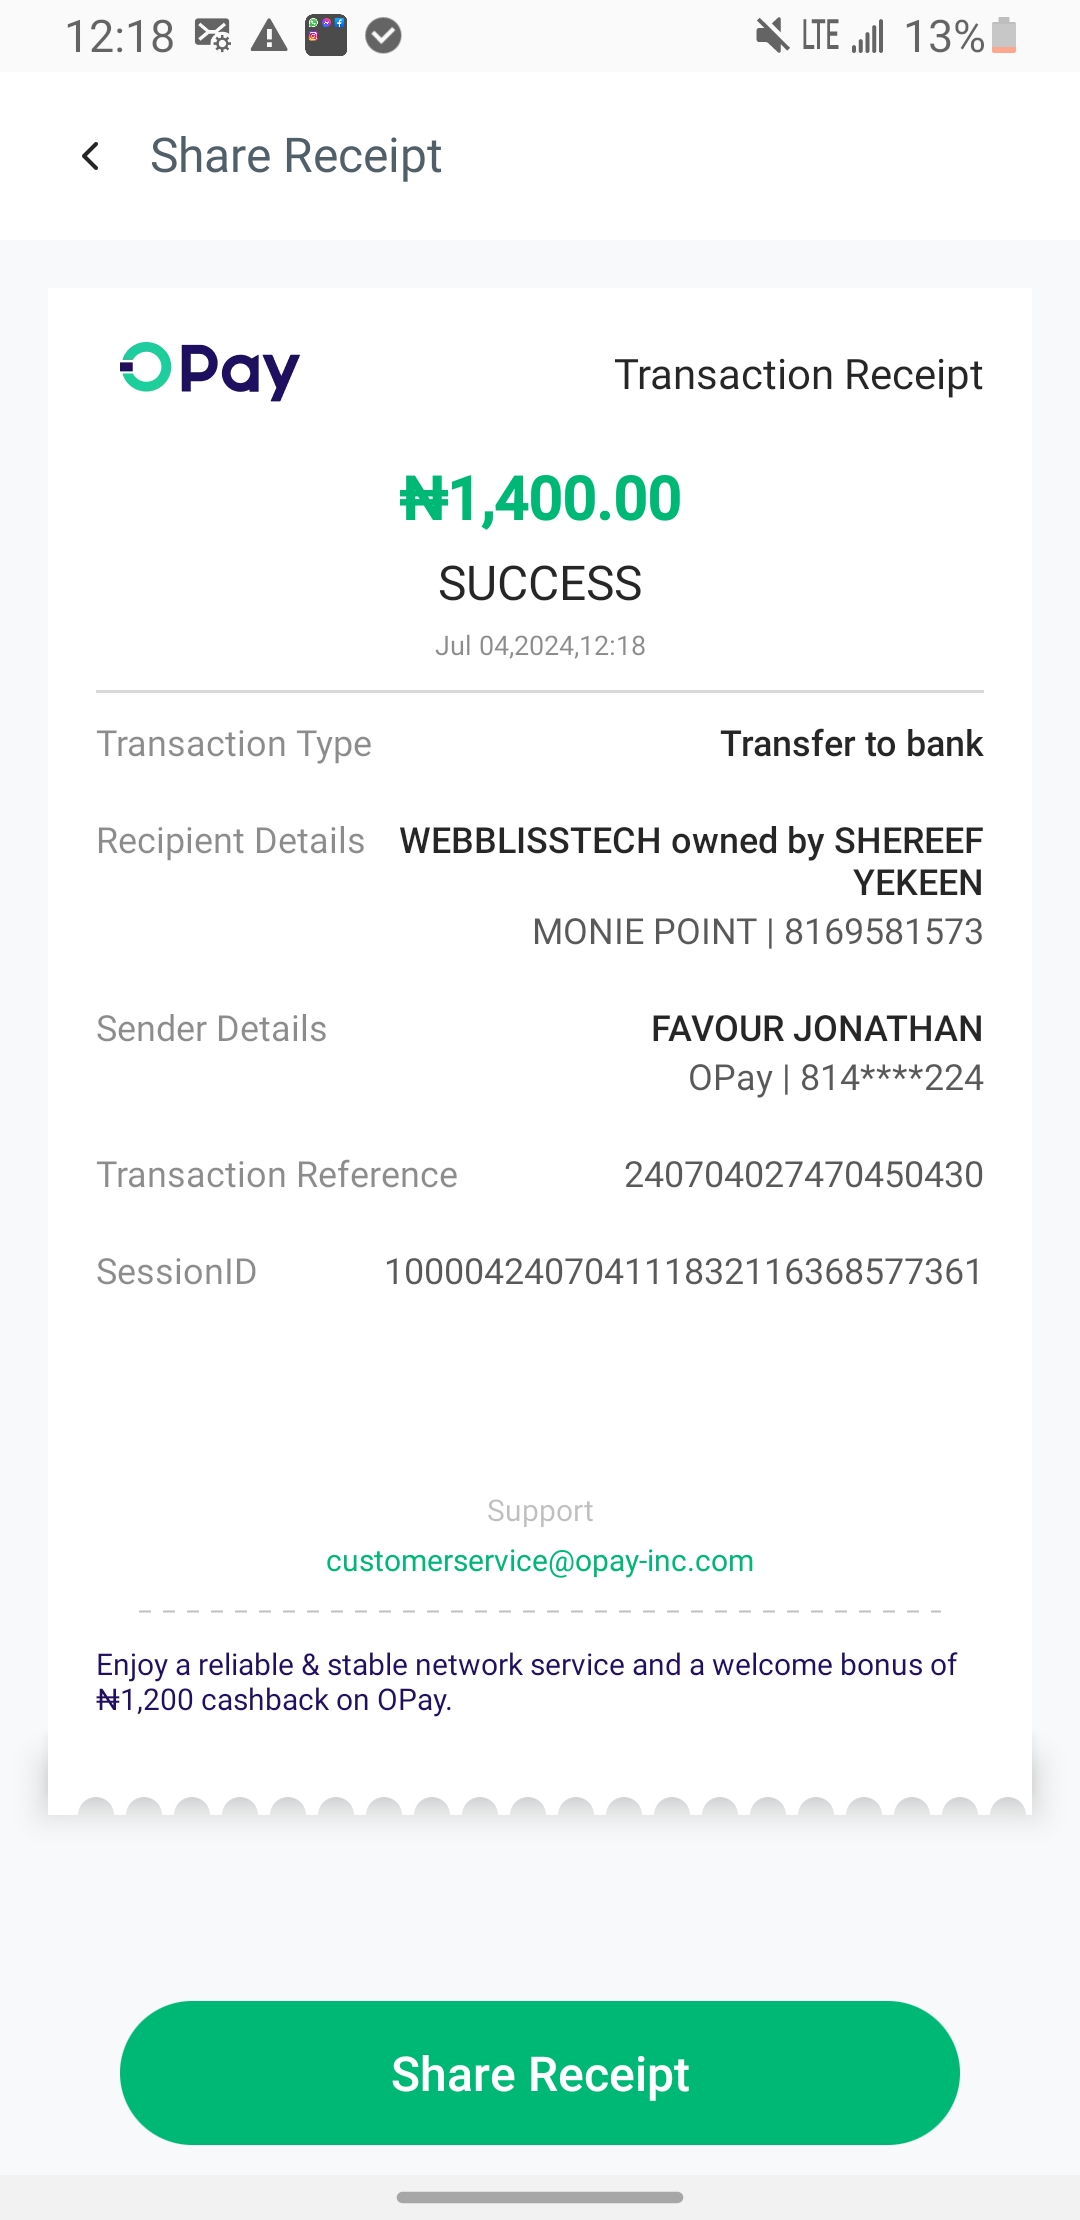 12:18 LTE 13%
Share Receipt
OPay Transaction Receipt
₦1,400.00
SUCCESS
Jul 04,2024,12:18
Transaction Type Transfer to bank
Recipient Details WEBBLISSTECH owned by SHEREEF
YEKEEN
MONIE POINT | 8169581573
Sender Details FAVOUR JONATHAN
OPay | 814****224
Transaction Reference 240704027470450430
SessionID 100004240704111832116368577361
Support
customerservice@opay-inc.com
Enjoy a reliable & stable network service and a welcome bonus of
₦1,200 cashback on OPay.
Share Receipt